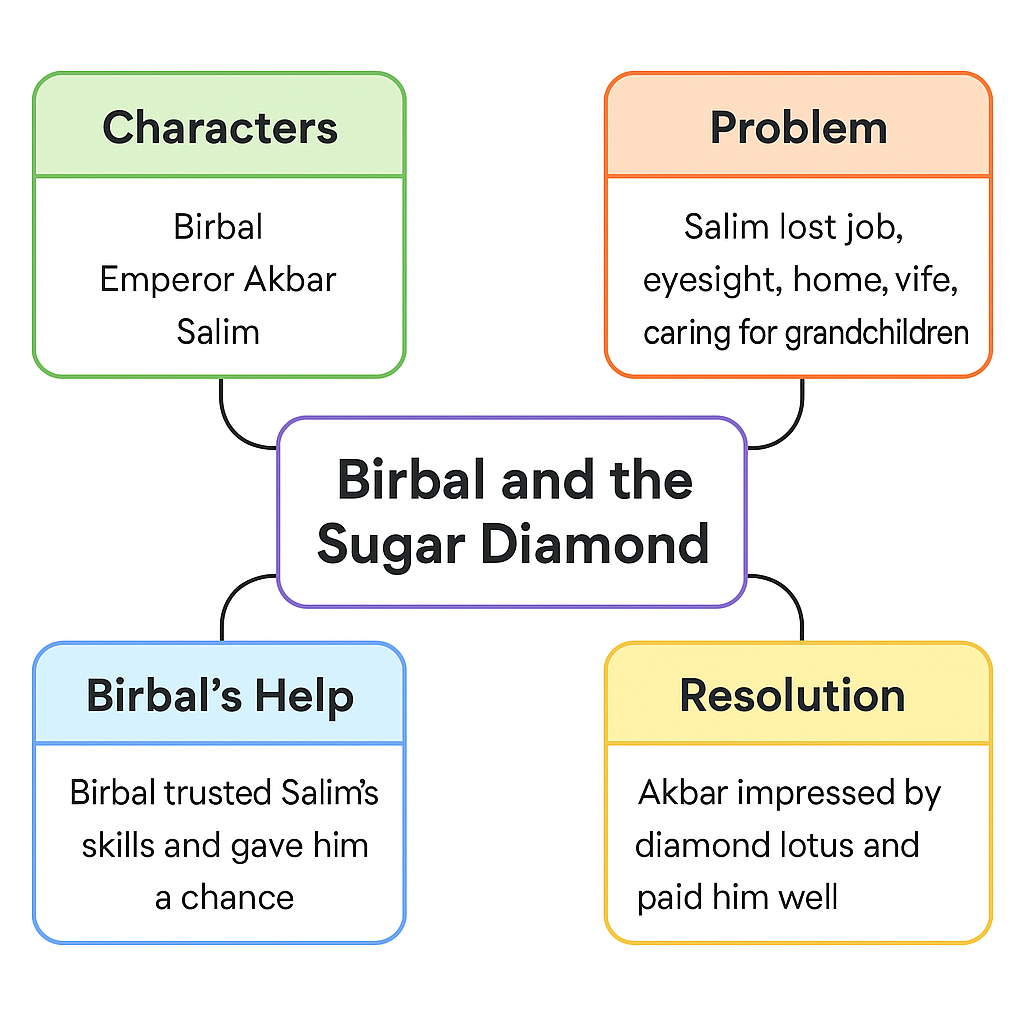 Characters
Birbal
Emperor Akbar
Salim
Problem
Salim lost job,
eyesight, home, vife,
caring for grandchildren
Birbal and the
Sugar Diamond
Birbal’s Help
Birbal trusted Salim’s
skills and gave him
a chance
Resolution
Akbar impressed by
diamond lotus and
paid him well